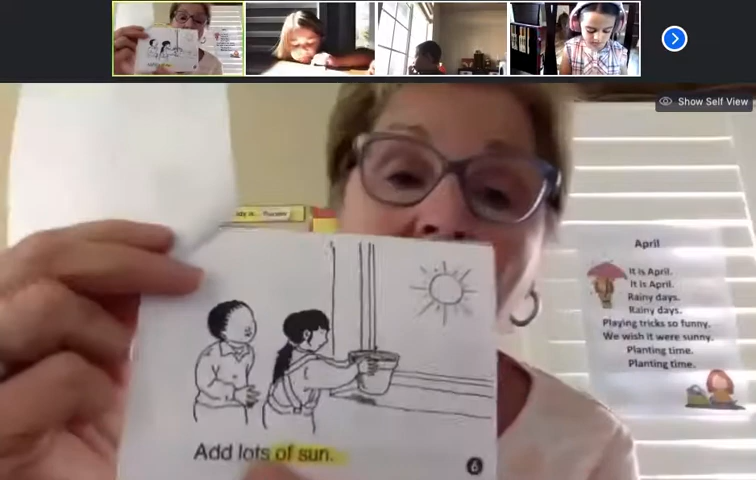 Show Self View
April
It is April.
It is April.
Rainy days.
Rainy days.
Playing tricks so funny.
We wish it were sunny.
Planting time.
Planting time.
Add lots of sun.
6